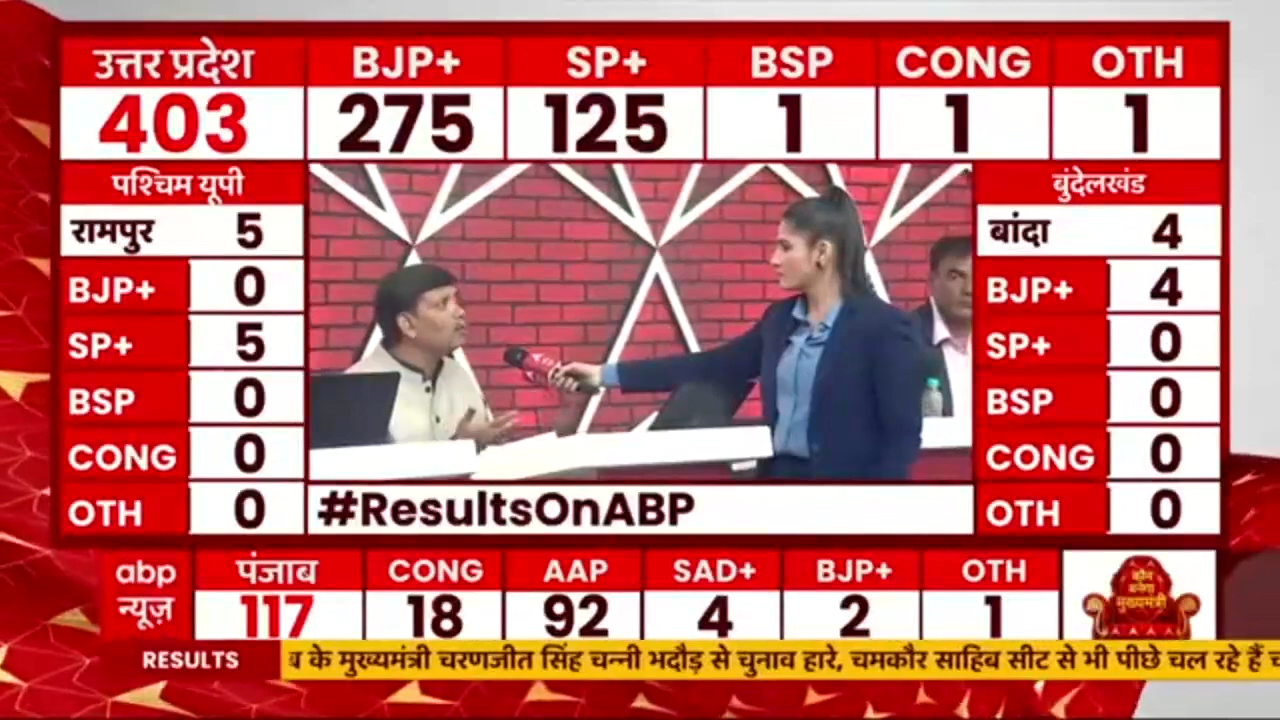 उत्तर प्रदेश BJP+ SP+ BSP CONG OTH
403 275 125 1 1 1
पश्चिम यूपी
रामपुर 5
BJP+ 0
SP+ 5
BSP 0
CONG 0
OTH 0
#ResultsOnABP
बुंदेलखंड
बांदा 4
BJP+ 4
SP+ 0
BSP 0
CONG 0
OTH 0
abp
न्यूज़
पंजाब CONG AAP SAD+ BJP+ OTH
117 18 92 4 2 1
कौन
बनेगा
मुख्यमंत्री
RESULTS
ब के मुख्यमंत्री चरणजीत सिंह चन्नी भदौड़ से चुनाव हारे, चमकौर साहिब सीट से भी पीछे चल रहे हैं